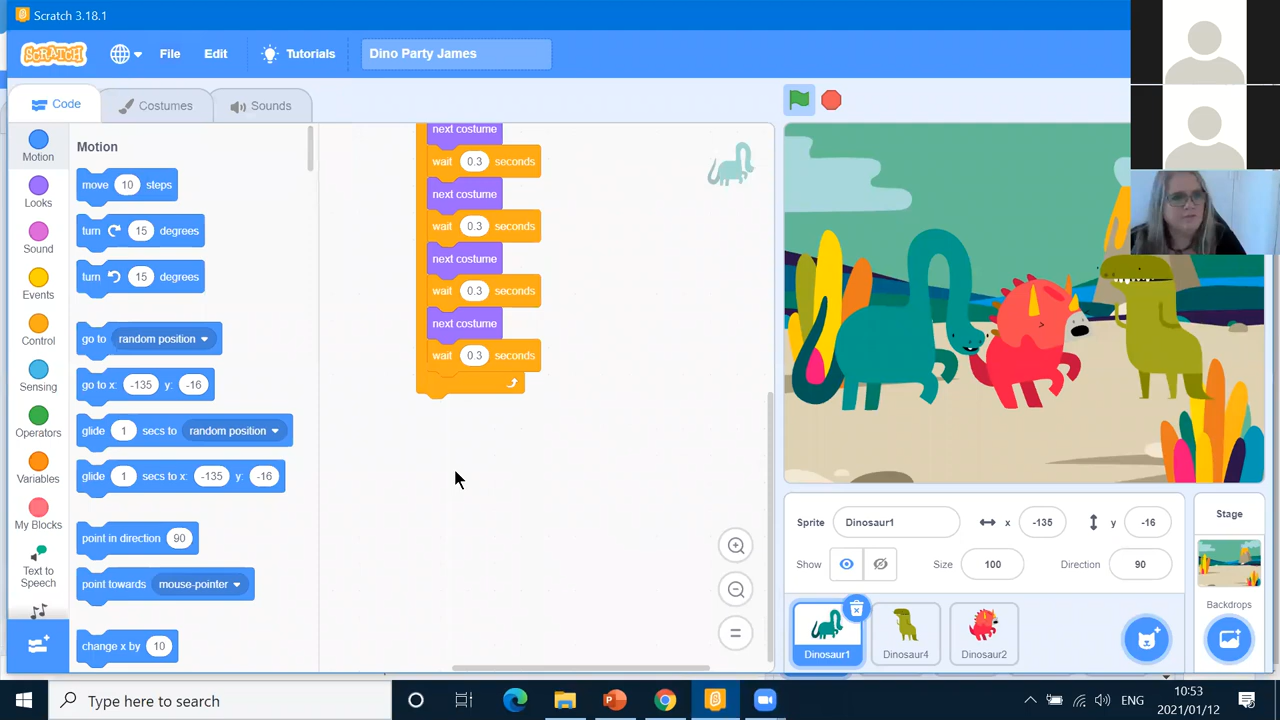 Scratch 3.18.1
SCRATCH File Edit Tutorials Dino Party James
Code Costumes Sounds
Motion
Looks
Sound
Events
Control
Sensing
Operators
Variables
My Blocks
Text to
Speech
Motion
move 10 steps
turn 15 degrees
turn 15 degrees
go to random position
go to x: -135 y: -16
glide 1 secs to random position
glide 1 secs to x: -135 y: -16
point in direction 90
point towards mouse-pointer
change x by 10
next costume
wait 0.3 seconds
next costume
wait 0.3 seconds
next costume
wait 0.3 seconds
next costume
wait 0.3 seconds
Sprite Dinosaur1 x -135 y -16
Show Size 100 Direction 90
Dinosaur1 Dinosaur4 Dinosaur2
Stage
Backdrops
Type here to search
ENG
10:53
2021/01/12